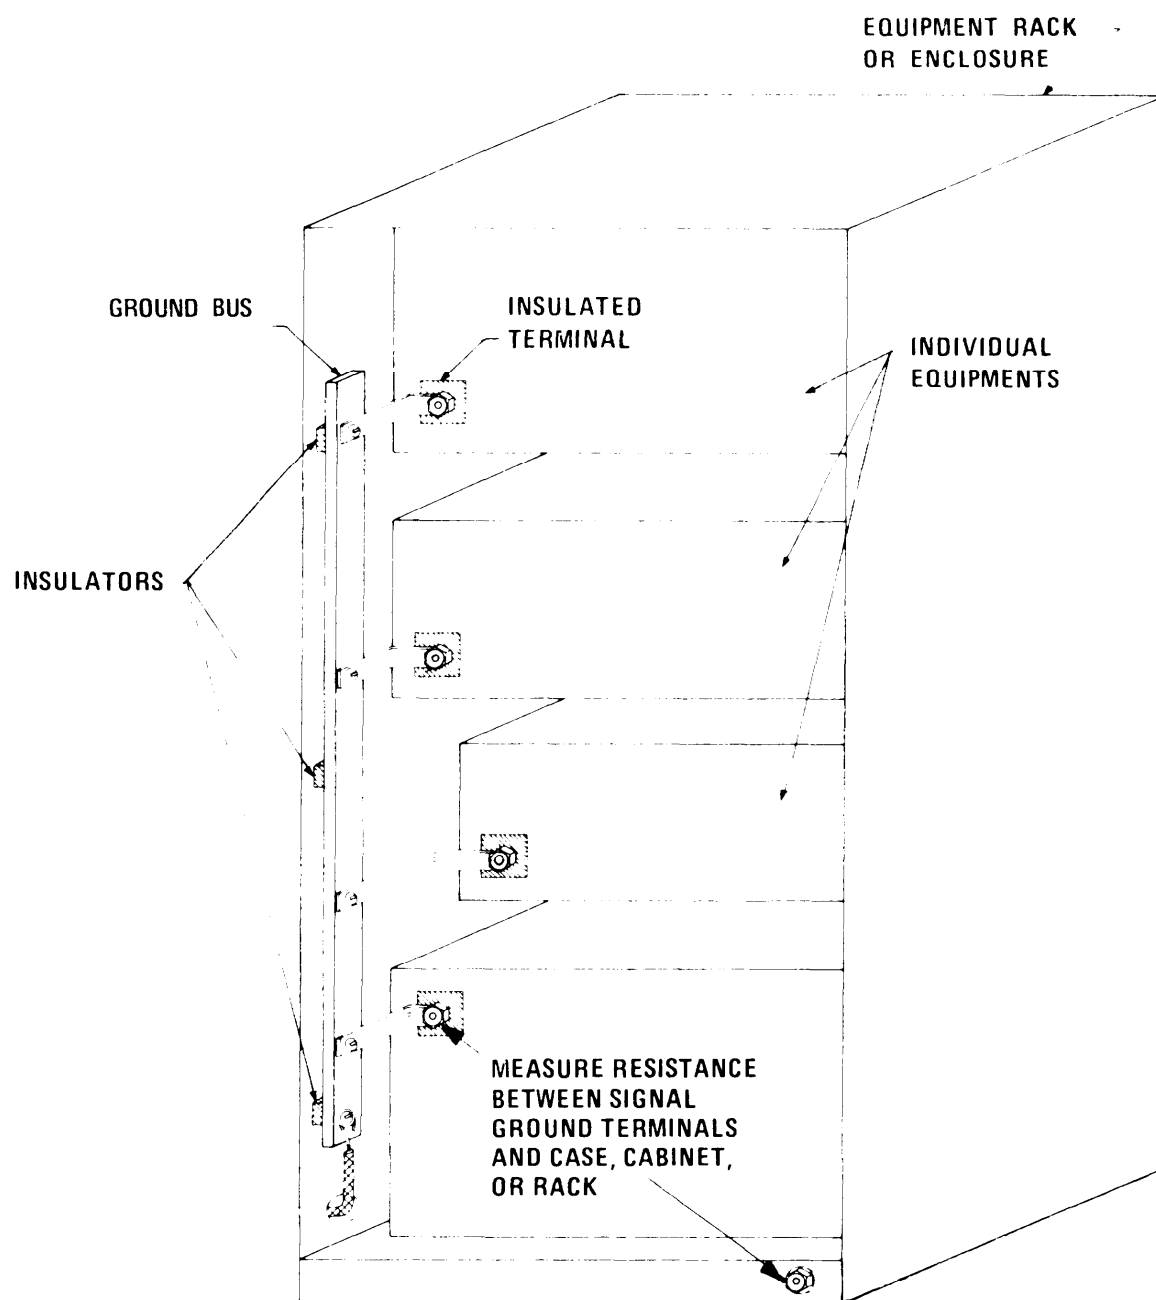 EQUIPMENT RACK
OR ENCLOSURE
GROUND BUS
INSULATED
TERMINAL
INDIVIDUAL
EQUIPMENTS
INSULATORS
MEASURE RESISTANCE
BETWEEN SIGNAL
GROUND TERMINALS
AND CASE, CABINET,
OR RACK